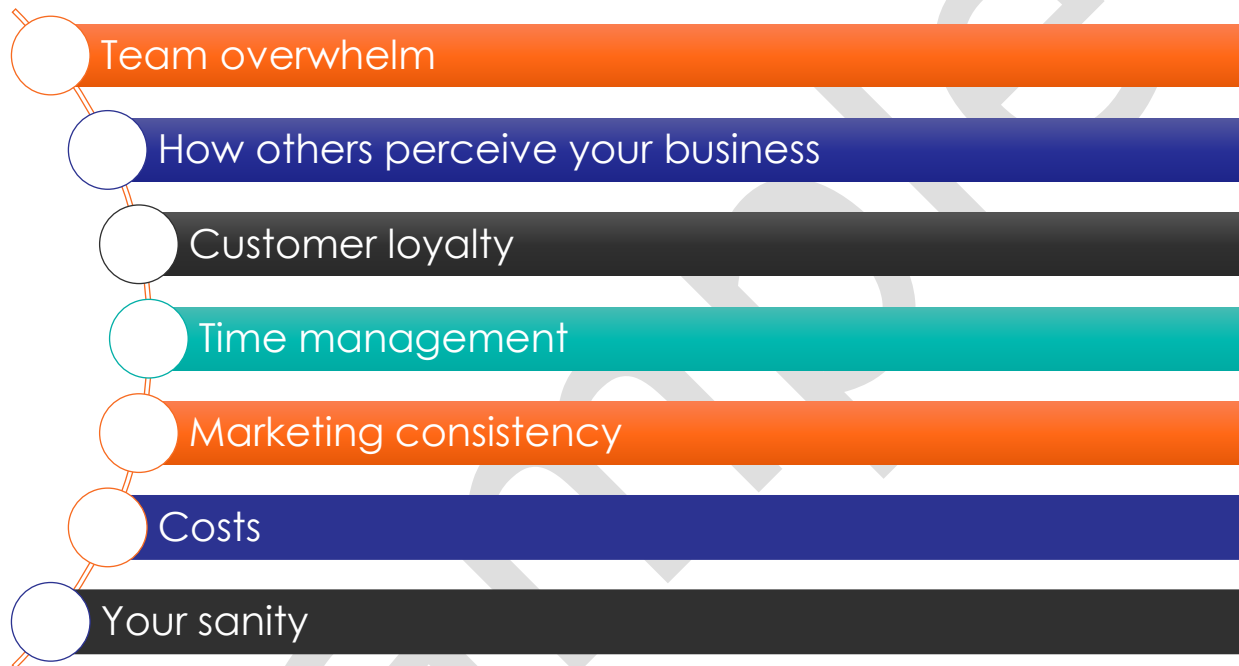 Team overwhelm
How others perceive your business
Customer loyalty
Time management
Marketing consistency
Costs
Your sanity